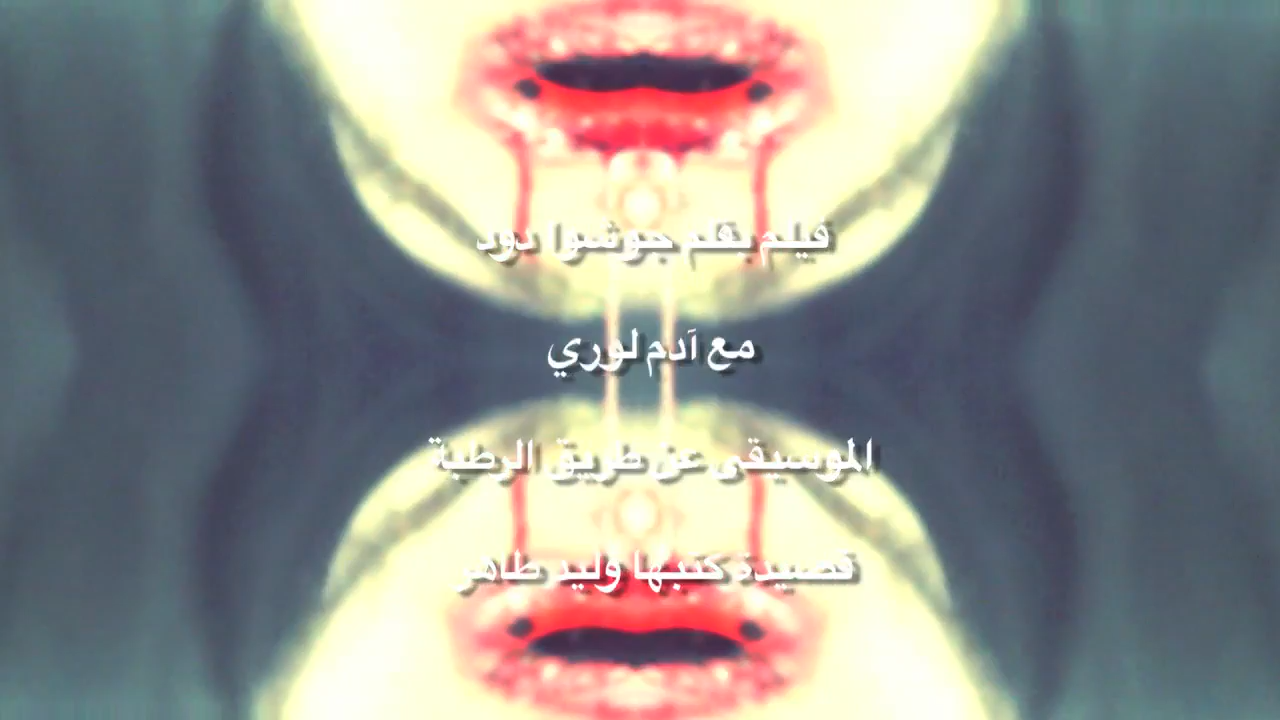 فيلم بقلم جوشوا دود
مع آدم لوري
الموسيقى عن طريق الرطبة
قصيدة كتبها وليد طاهر